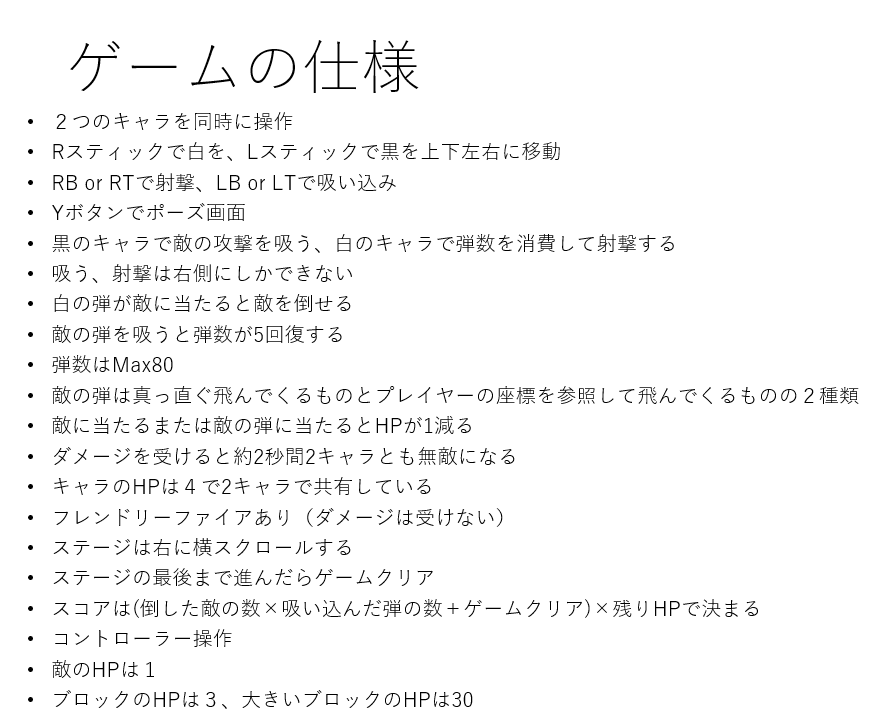 ゲームの仕様
• ２つのキャラを同時に操作
• Rスティックで白を、Lスティックで黒を上下左右に移動
• RB or RTで射撃、LB or LTで吸い込み
• Yボタンでポーズ画面
• 黒のキャラで敵の攻撃を吸う、白のキャラで弾数を消費して射撃する
• 吸う、射撃は右側にしかできない
• 白の弾が敵に当たると敵を倒せる
• 敵の弾を吸うと弾数が5回復する
• 弾数はMax80
• 敵の弾は真っ直ぐ飛んでくるものとプレイヤーの座標を参照して飛んでくるものの２種類
• 敵に当たるまたは敵の弾に当たるとHPが1減る
• ダメージを受けると約2秒間2キャラとも無敵になる
• キャラのHPは４で2キャラで共有している
• フレンドリーファイアあり（ダメージは受けない）
• ステージは右に横スクロールする
• ステージの最後まで進んだらゲームクリア
• スコアは(倒した敵の数×吸い込んだ弾の数＋ゲームクリア)×残りHPで決まる
• コントローラー操作
• 敵のHPは１
• ブロックのHPは３、大きいブロックのHPは30